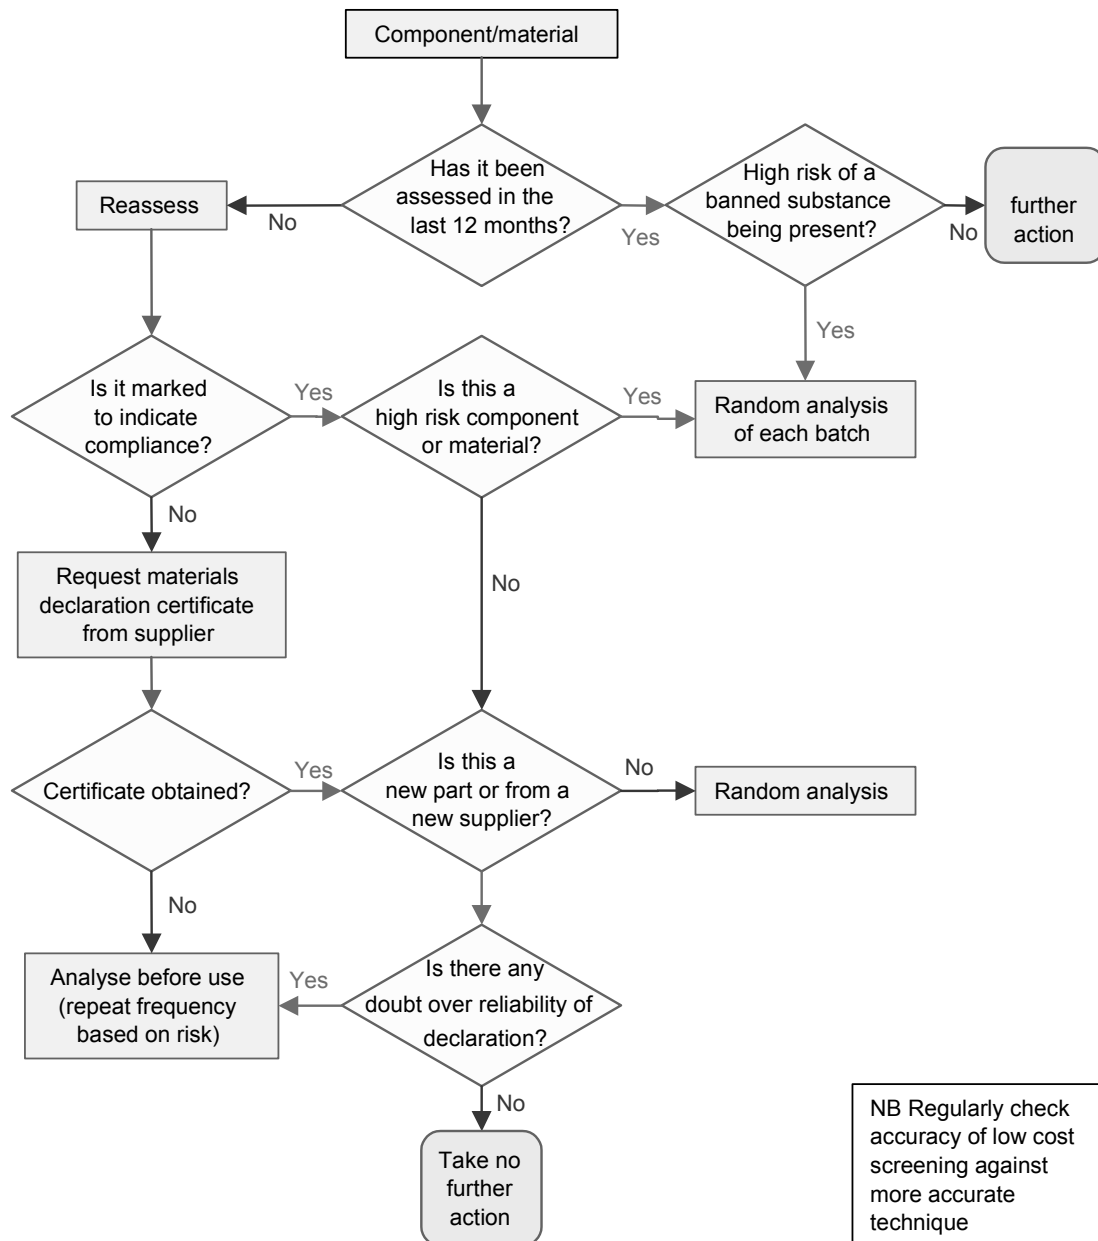 Component/material
Has it been
assessed in the
last 12 months?
High risk of a
banned substance
being present?
further
action
Reassess
No
Yes
No
Yes
Is it marked
to indicate
compliance?
Yes
Is this a
high risk component
or material?
Yes
Random analysis
of each batch
No
Request materials
declaration certificate
from supplier
No
Certificate obtained?
Yes
Is this a
new part or from a
new supplier?
No
Random analysis
No
Analyse before use
(repeat frequency
based on risk)
Yes
Is there any
doubt over reliability of
declaration?
No
Take no
further
action
NB Regularly check
accuracy of low cost
screening against
more accurate
technique